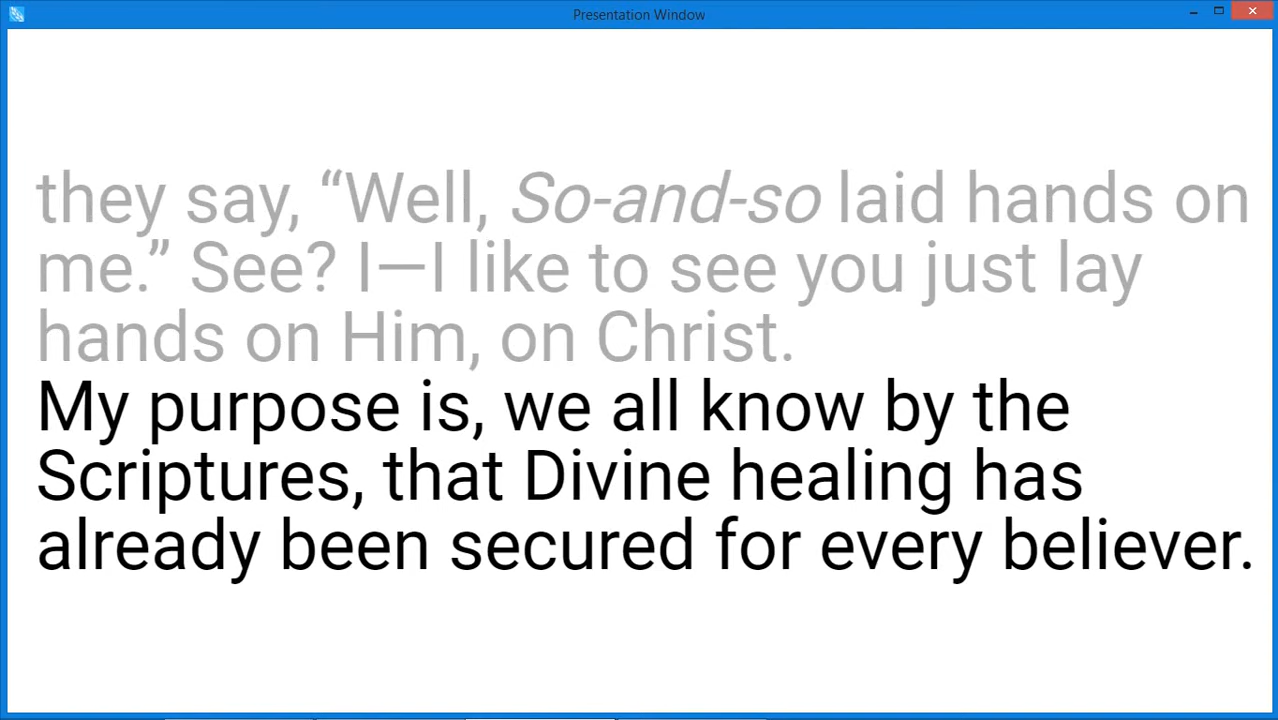 Presentation Window
they say, “Well, So-and-so laid hands on
me.” See? I—I like to see you just lay
hands on Him, on Christ.
My purpose is, we all know by the
Scriptures, that Divine healing has
already been secured for every believer.